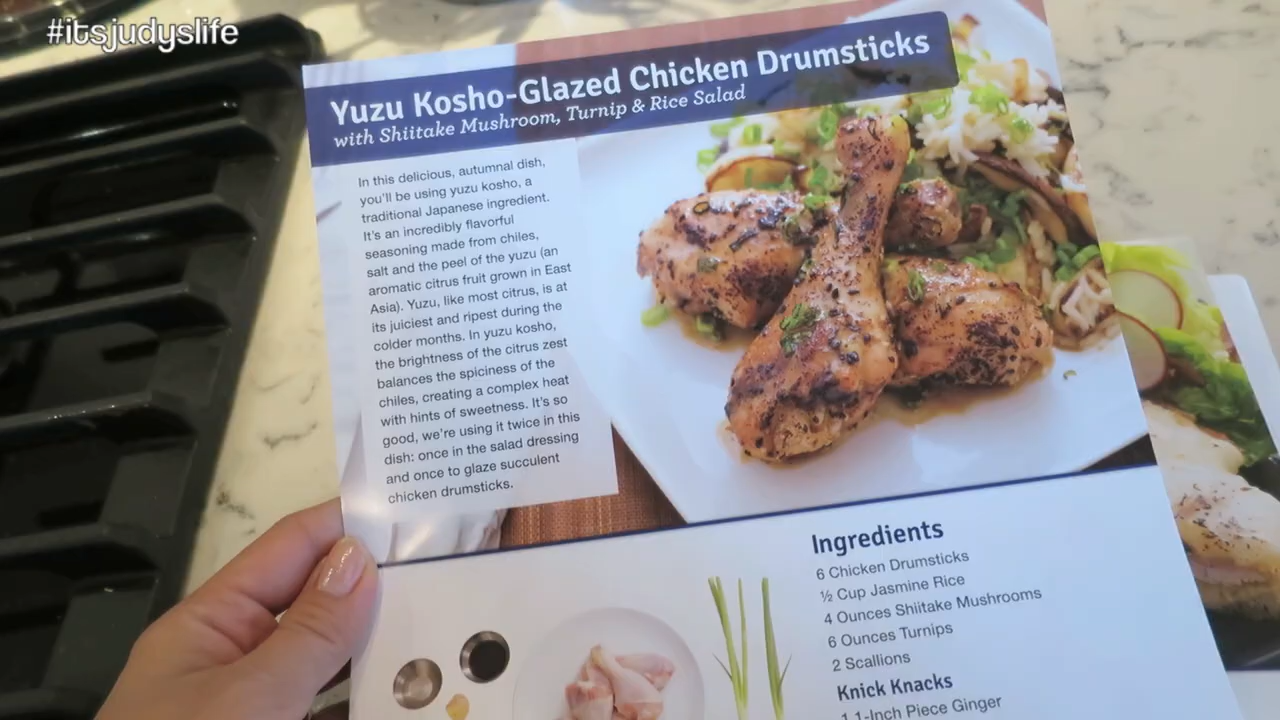 #itsjudyslife
Yuzu Kosho-Glazed Chicken Drumsticks
with Shiitake Mushroom, Turnip & Rice Salad
In this delicious, autumnal dish,
you'll be using yuzu kosho, a
traditional Japanese ingredient.
It's an incredibly flavorful
seasoning made from chiles,
salt and the peel of the yuzu (an
aromatic citrus fruit grown in East
Asia). Yuzu, like most citrus, is at
its juiciest and ripest during the
colder months. In yuzu kosho,
the brightness of the citrus zest
balances the spiciness of the
chiles, creating a complex heat
with hints of sweetness. It's so
good, we're using it twice in this
dish: once in the salad dressing
and once to glaze succulent
chicken drumsticks.
Ingredients
6 Chicken Drumsticks
½ Cup Jasmine Rice
4 Ounces Shiitake Mushrooms
6 Ounces Turnips
2 Scallions
Knick Knacks
1 1-Inch Piece Ginger